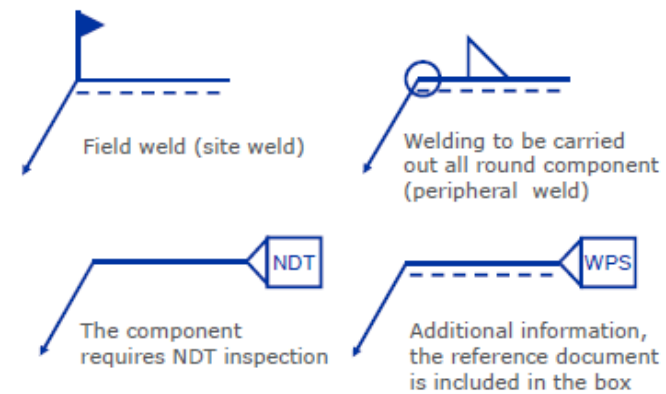 Field weld (site weld)
Welding to be carried
out all round component
(peripheral weld)
NDT
The component
requires NDT inspection
WPS
Additional information,
the reference document
is included in the box